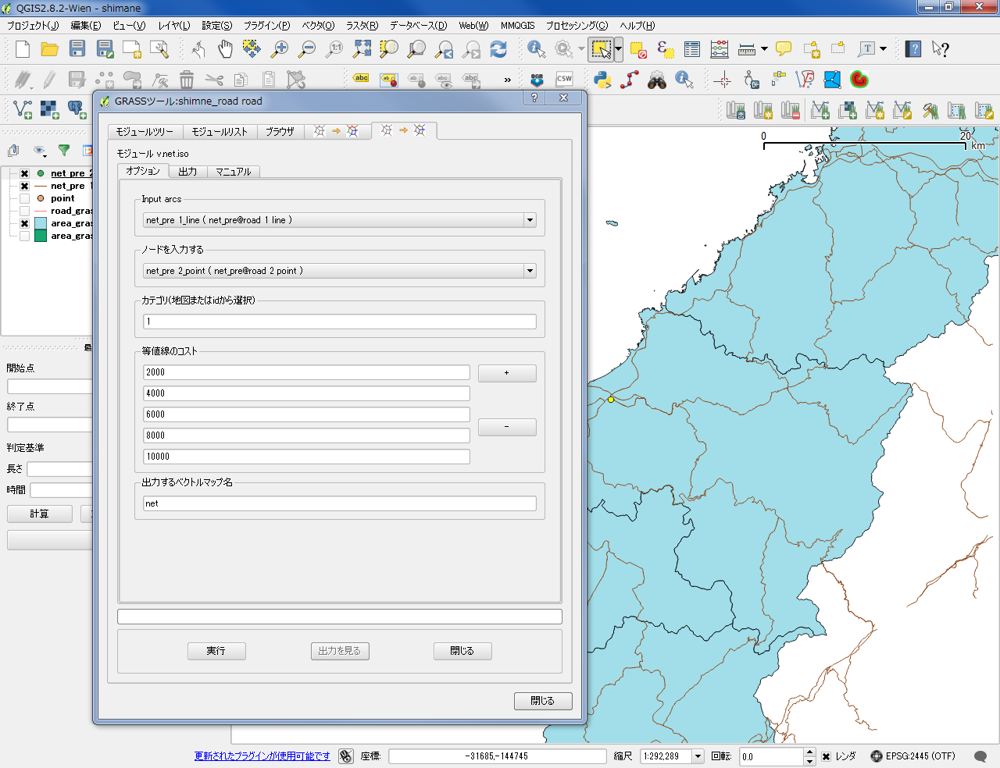 QGIS2.8.2-Wien - shimane
プロジェクト(J) 編集(E) ビュー(V) レイヤ(L) 設定(S) プラグイン(P) ベクタ(O) ラスタ(R) データベース(D) Web(W) MMQGIS プロセッシング(C) ヘルプ(H)
GRASSツール:shimne_road road
モジュールツリー モジュールリスト ブラウザ
モジュール v.net.iso
オプション 出力 マニュアル
Input arcs
net_pre 1_line ( net_pre@road 1 line )
ノードを入力する
net_pre 2_point ( net_pre@road 2 point )
カテゴリ(地図またはidから選択)
1
等値線のコスト
2000
+
4000
6000
-
8000
10000
出力するベクトルマップ名
net
実行 出力を見る 閉じる
閉じる
net_pre 2
net_pre 1
point
road_gras
area_gras
area_gras
最
開始点
終了点
判定基準
長さ
時間
計算
0 20
km
更新されたプラグインが使用可能です 座標: -31685,-144745 縮尺 1:292,289 回転: 0.0 レンダ EPSG:2445 (OTF)